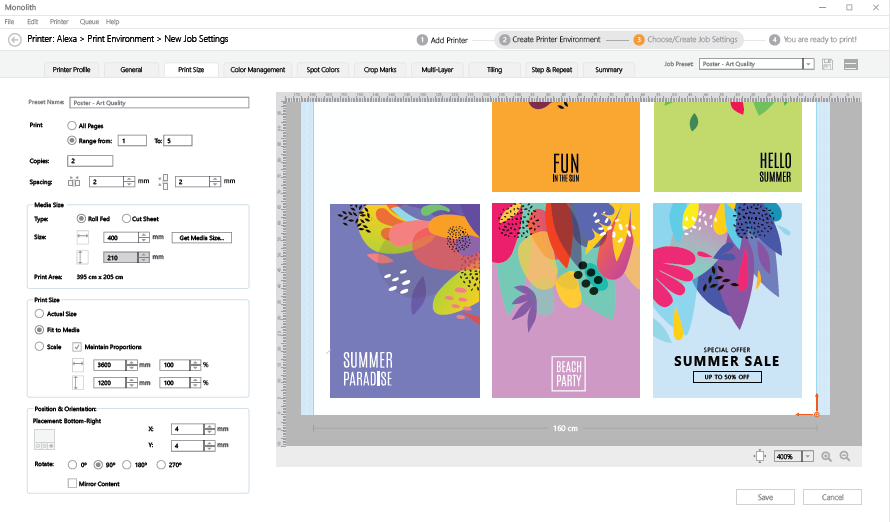 Monolith
File Edit Printer Queue Help
Printer: Alexa > Print Environment > New Job Settings
1 Add Printer 2 Create Printer Environment 3 Choose/Create Job Settings 4 You are ready to print!
Printer Profile General Print Size Color Management Spot Colors Crop Marks Multi-Layer Tiling Step & Repeat Summary
Job Preset: Poster - Art Quality
Preset Name: Poster - Art Quality
Print All Pages
Range from: 1 To: 5
Copies: 2
Spacing: 2 mm 2 mm
Media Size
Type: Roll Fed Cut Sheet
Size: 400 mm Get Media Size...
210 mm
Print Area: 395 cm x 205 cm
Print Size
Actual Size
Fit to Media
Scale Maintain Proportions
3600 mm 100 %
1200 mm 100 %
Position & Orientation:
Placement Bottom-Right
X: 4 mm
Y: 4 mm
Rotate: 0º 90º 180º 270º
Mirror Content
FUN
IN THE SUN
HELLO
SUMMER
SUMMER
PARADISE
BEACH
PARTY
SPECIAL OFFER
SUMMER SALE
UP TO 50% OFF
160 cm
400%
Save Cancel